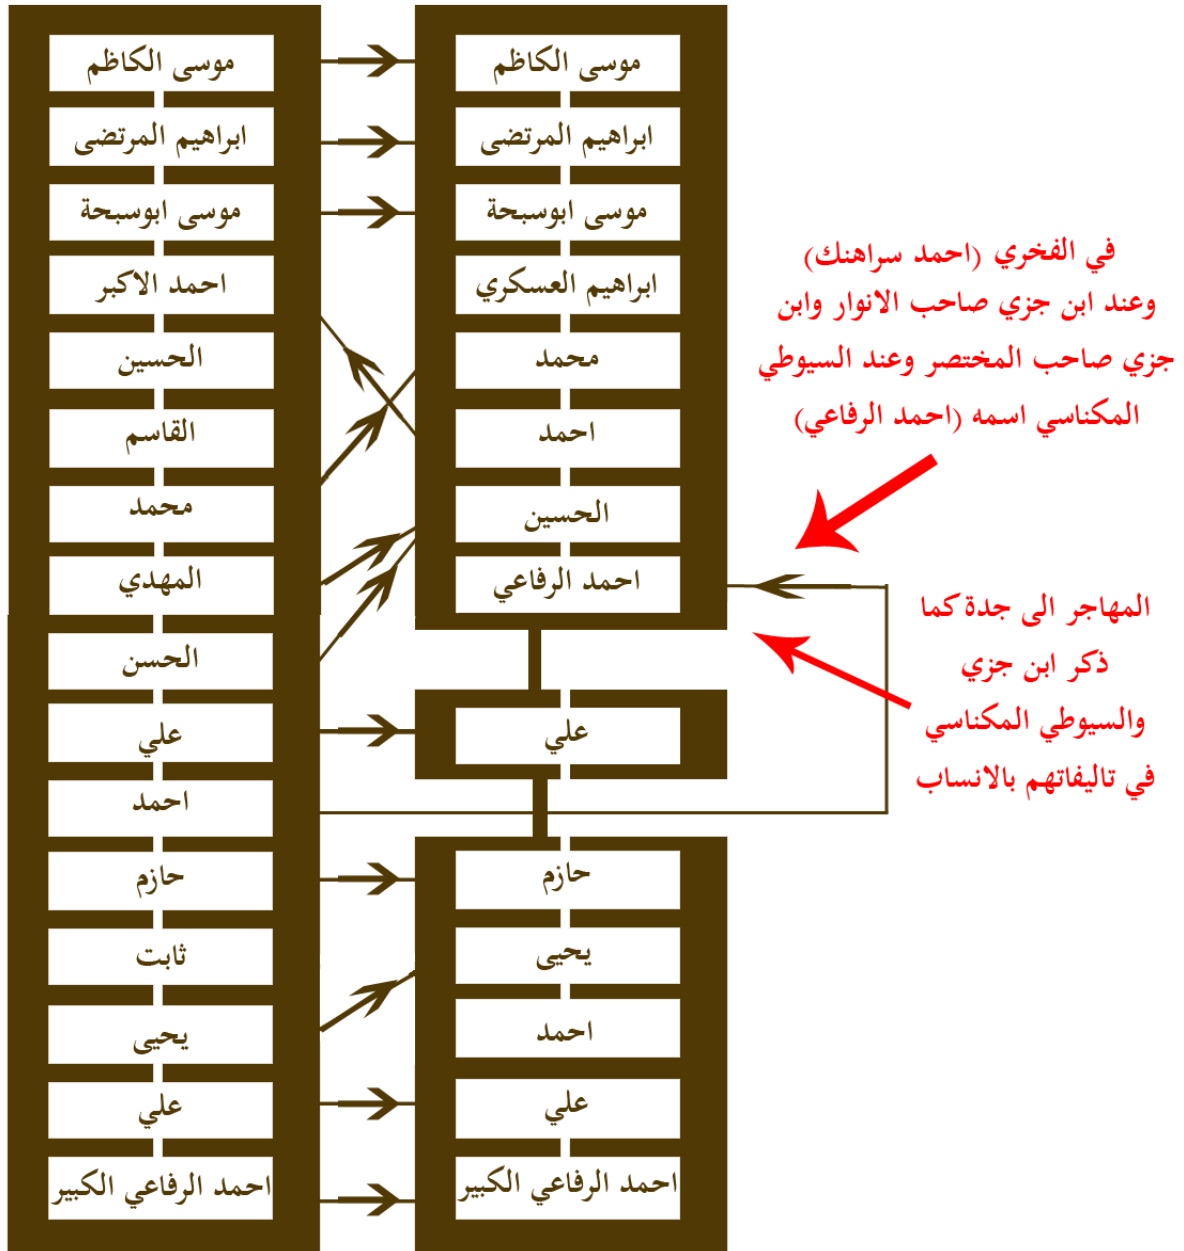 موسى الكاظم
ابراهيم المرتضى
موسى ابوسبحة
احمد الاكبر
الحسين
القاسم
محمد
المهدي
الحسن
علي
احمد
حازم
ثابت
يحيى
علي
احمد الرفاعي الكبير
موسى الكاظم
ابراهيم المرتضى
موسى ابوسبحة
ابراهيم العسكري
محمد
احمد
الحسين
احمد الرفاعي
علي
حازم
يحيى
احمد
علي
احمد الرفاعي الكبير
في الفخري (احمد سراهنك)
وعند ابن جزي صاحب الانوار وابن
جزي صاحب المختصر وعند السيوطي
المكناسي اسمه (احمد الرفاعي)
المهاجر الى جدة كما
ذكر ابن جزي
والسيوطي المكناسي
في تاليفاتهم بالانساب